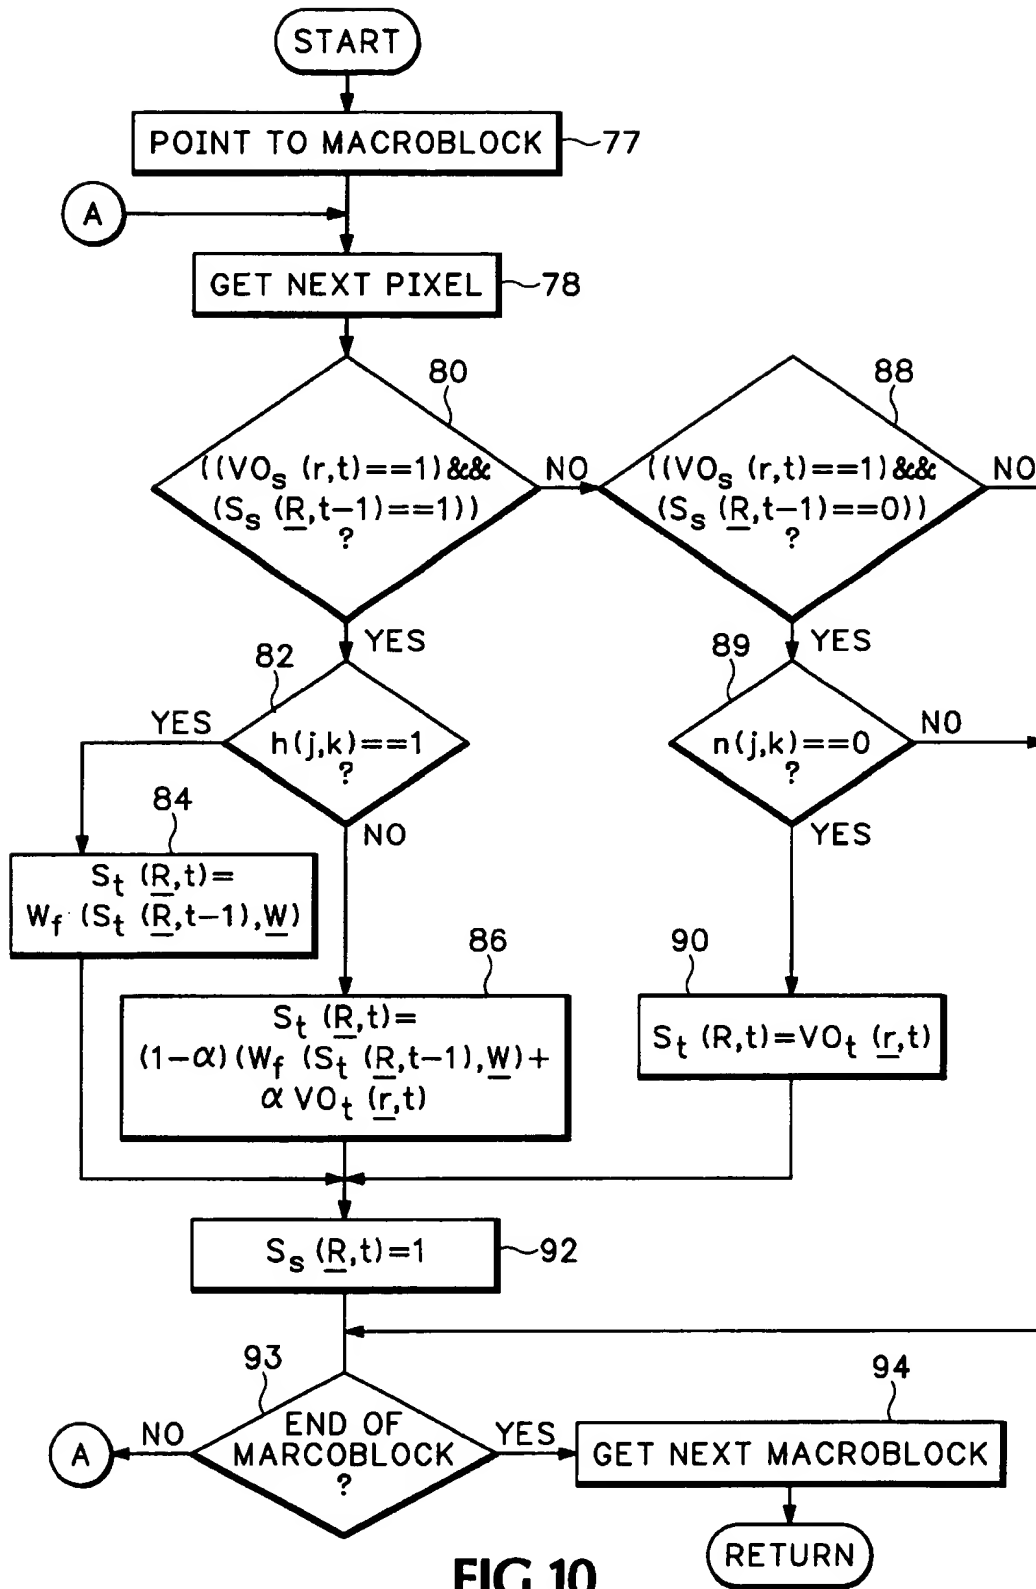 START
POINT TO MACROBLOCK
77
A
GET NEXT PIXEL
78
80
88
((VOs (r,t)==1)&&
(Ss (R,t-1)==1))
?
NO
((VOs (r,t)==1)&&
(Ss (R,t-1)==0))
?
NO
YES
YES
82
89
YES
h(j,k)==1
?
n(j,k)==0
?
NO
NO
YES
84
St (R,t)=
Wf (St (R,t-1),W)
86
St (R,t)=
(1-α)(Wf (St (R,t-1),W)+
α VOt (r,t)
90
St (R,t)=VOt (r,t)
Ss (R,t)=1
92
93
94
A
NO
END OF
MARCOBLOCK
?
YES
GET NEXT MACROBLOCK
RETURN
FIG.10